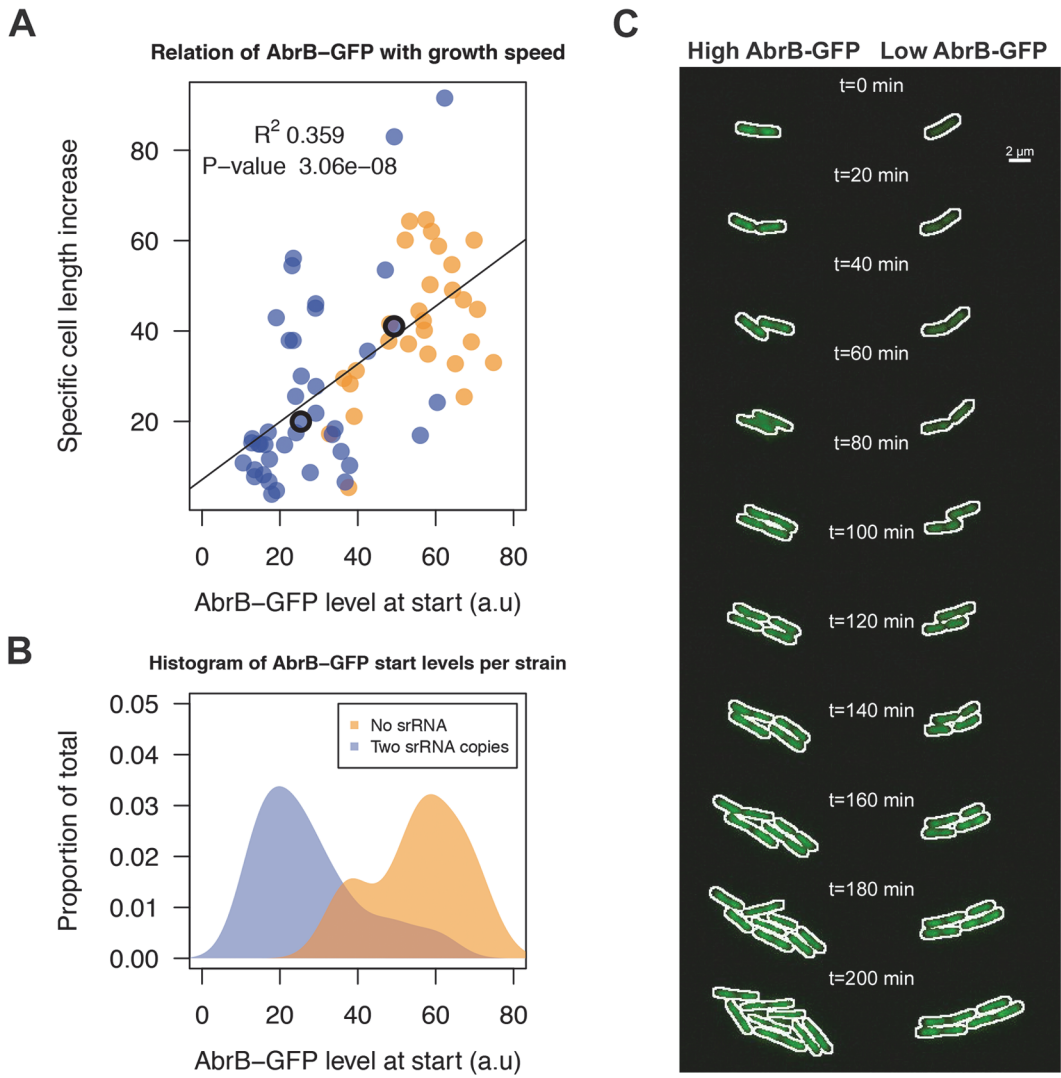 A
Relation of AbrB−GFP with growth speed
R2 0.359
P−value 3.06e−08
Specific cell length increase
80
60
40
20
0 20 40 60 80
AbrB−GFP level at start (a.u)
B
Histogram of AbrB−GFP start levels per strain
No srRNA
Two srRNA copies
Proportion of total
0.05
0.04
0.03
0.02
0.01
0.00
0 20 40 60 80
AbrB−GFP level at start (a.u)
C
High AbrB-GFP Low AbrB-GFP
t=0 min
2 µm
t=20 min
t=40 min
t=60 min
t=80 min
t=100 min
t=120 min
t=140 min
t=160 min
t=180 min
t=200 min